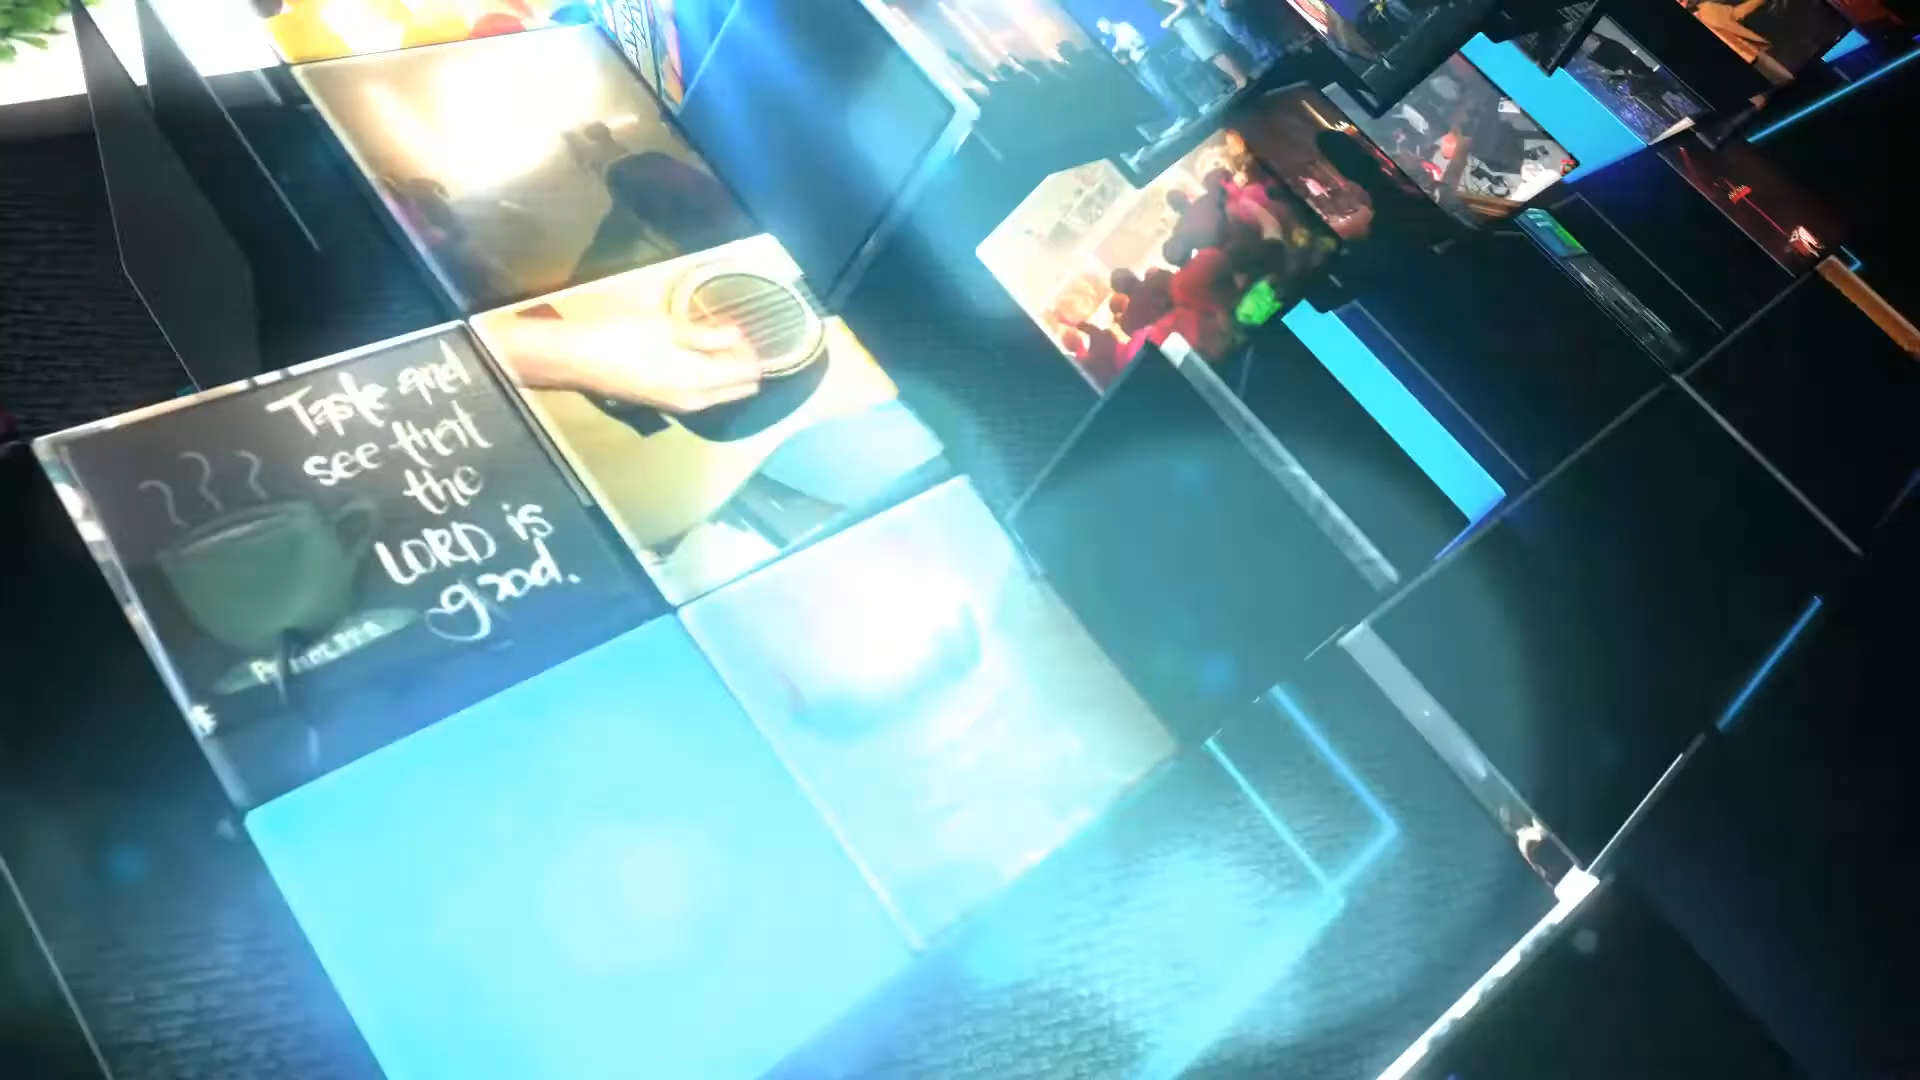 Taste and
see that
the
LORD is
good.